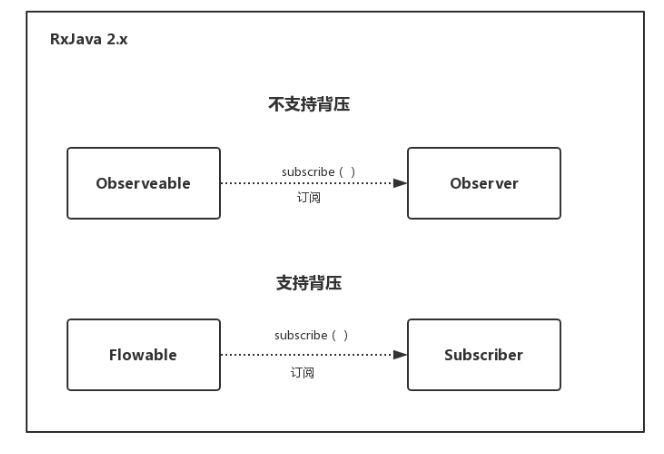 RxJava 2.x
不支持背压
Observeable
subscribe（ ）
订阅
Observer
支持背压
Flowable
subscribe（ ）
订阅
Subscriber